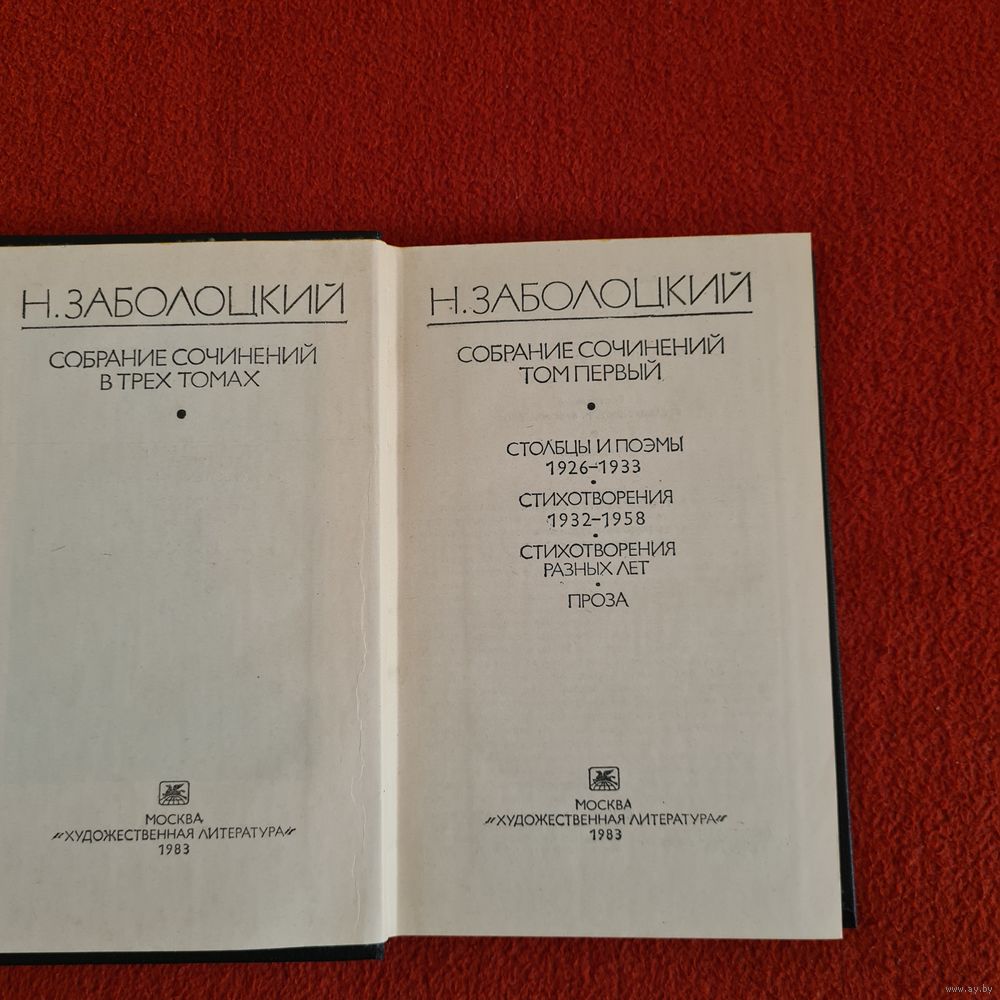 Н. ЗАБОЛОЦКИЙ
СОБРАНИЕ СОЧИНЕНИЙ
В ТРЕХ ТОМАХ
МОСКВА
"ХУДОЖЕСТВЕННАЯ ЛИТЕРАТУРА"
1983
Н. ЗАБОЛОЦКИЙ
СОБРАНИЕ СОЧИНЕНИЙ
ТОМ ПЕРВЫЙ
СТОЛБЦЫ И ПОЭМЫ
1926–1933
СТИХОТВОРЕНИЯ
1932–1958
СТИХОТВОРЕНИЯ
РАЗНЫХ ЛЕТ
ПРОЗА
МОСКВА
"ХУДОЖЕСТВЕННАЯ ЛИТЕРАТУРА"
1983
www.ay.by